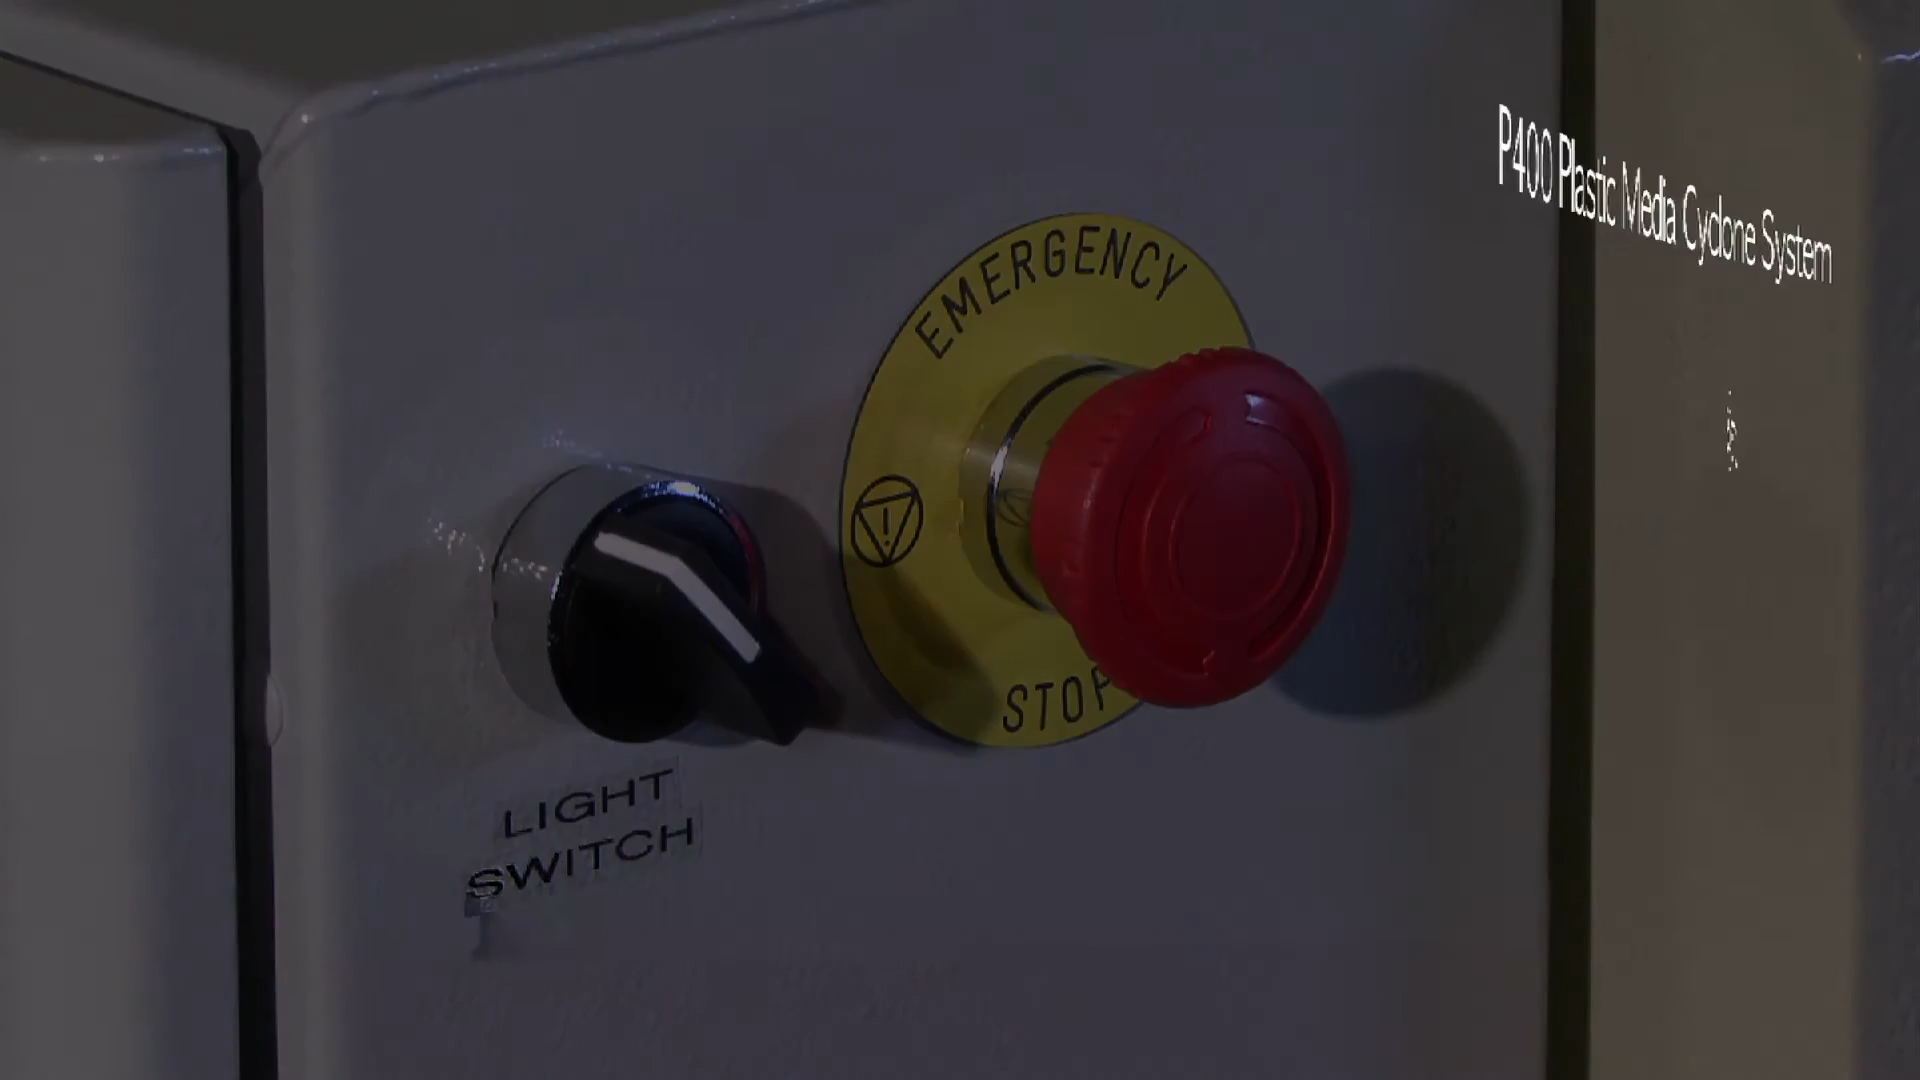 P400 Plastic Media Cyclone System
EMERGENCY
STOP
LIGHT
SWITCH